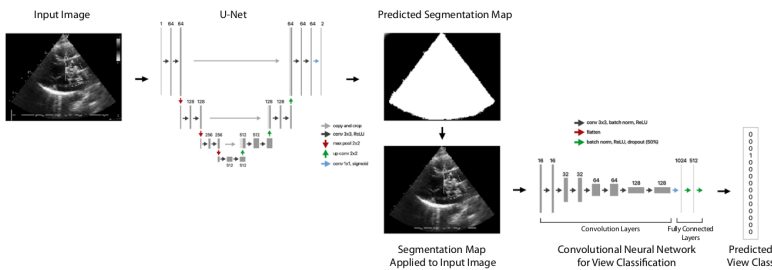 Input Image
U-Net
Predicted Segmentation Map
1 64 64
64 64 64 2
128 128
128 128
256 256
512
512 512
copy and crop
conv 3x3, ReLU
max pool 2x2
up conv 2x2
conv 1x1, sigmoid
conv 3x3, batch norm, ReLU
flatten
batch norm, ReLU, dropout (50%)
16 16
32 32
64 64
128 128
1024 512
0
0
0
1
0
0
0
0
0
0
0
0
0
0
Convolution Layers
Fully Connected
Layers
Segmentation Map
Applied to Input Image
Convolutional Neural Network
for View Classification
Predicted
View Class